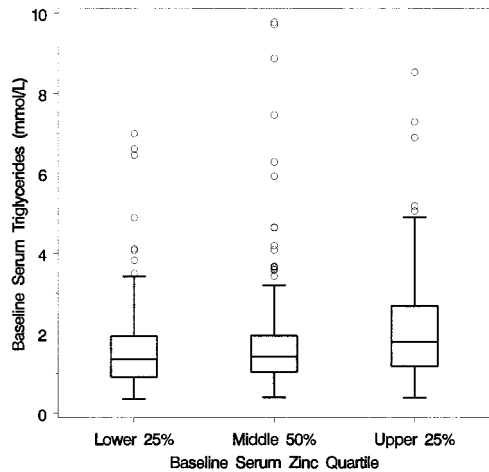 10
8
6
4
2
0
Baseline Serum Triglycerides (mmol/L)
Lower 25% Middle 50% Upper 25%
Baseline Serum Zinc Quartile